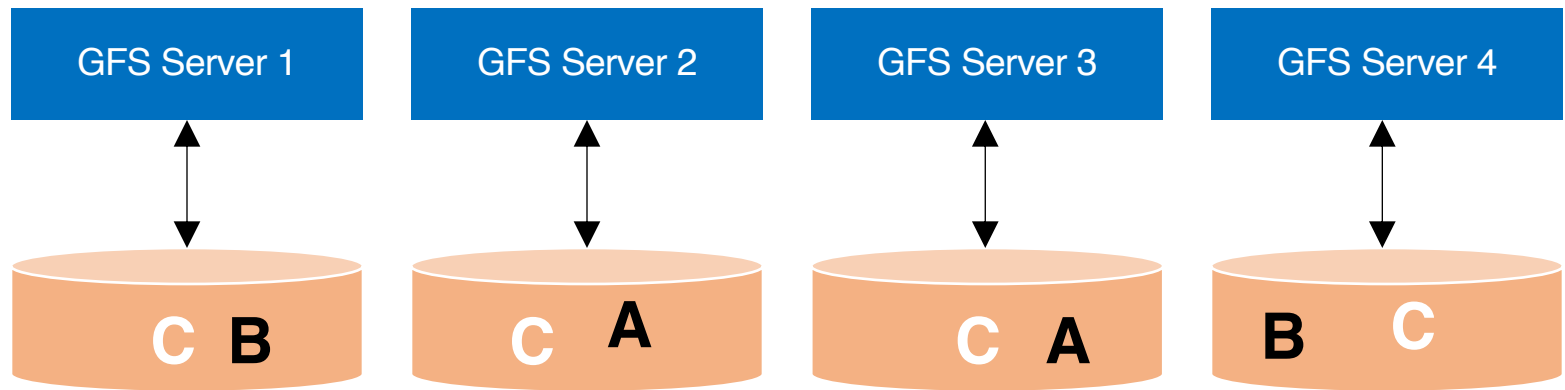 GFS Server 1
GFS Server 2
GFS Server 3
GFS Server 4
C B
C A
C A
B C